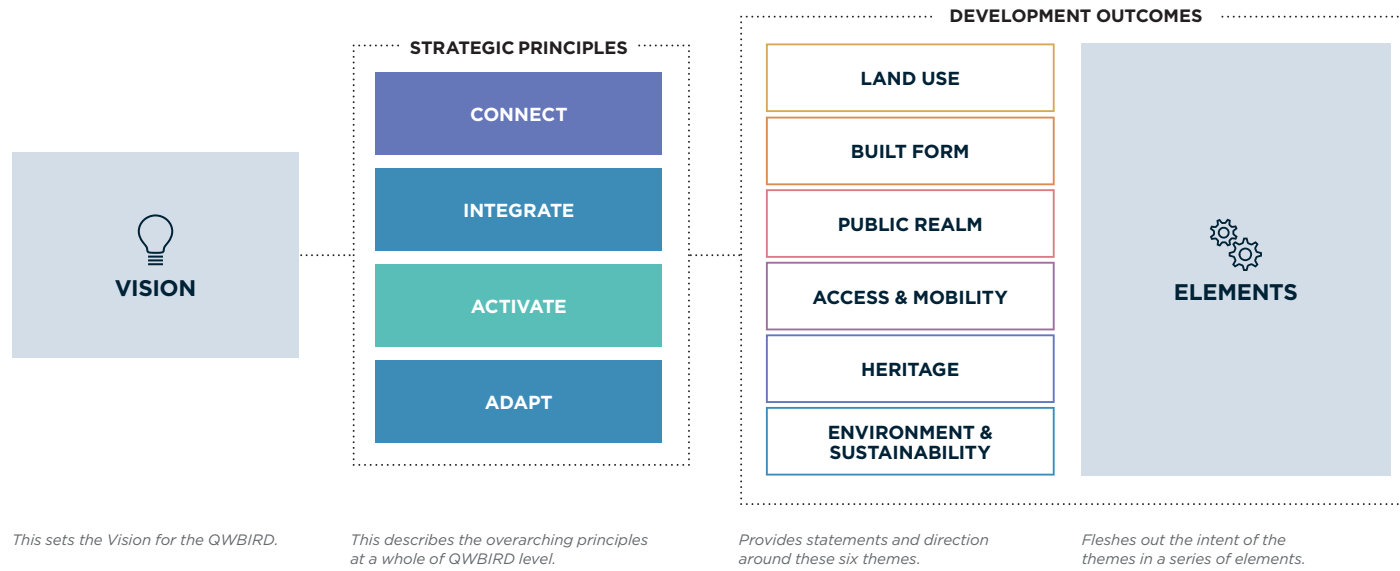 DEVELOPMENT OUTCOMES
STRATEGIC PRINCIPLES
VISION
CONNECT
INTEGRATE
ACTIVATE
ADAPT
LAND USE
BUILT FORM
PUBLIC REALM
ACCESS & MOBILITY
HERITAGE
ENVIRONMENT &
SUSTAINABILITY
ELEMENTS
This sets the Vision for the QWBIRD.
This describes the overarching principles
at a whole of QWBIRD level.
Provides statements and direction
around these six themes.
Fleshes out the intent of the
themes in a series of elements.